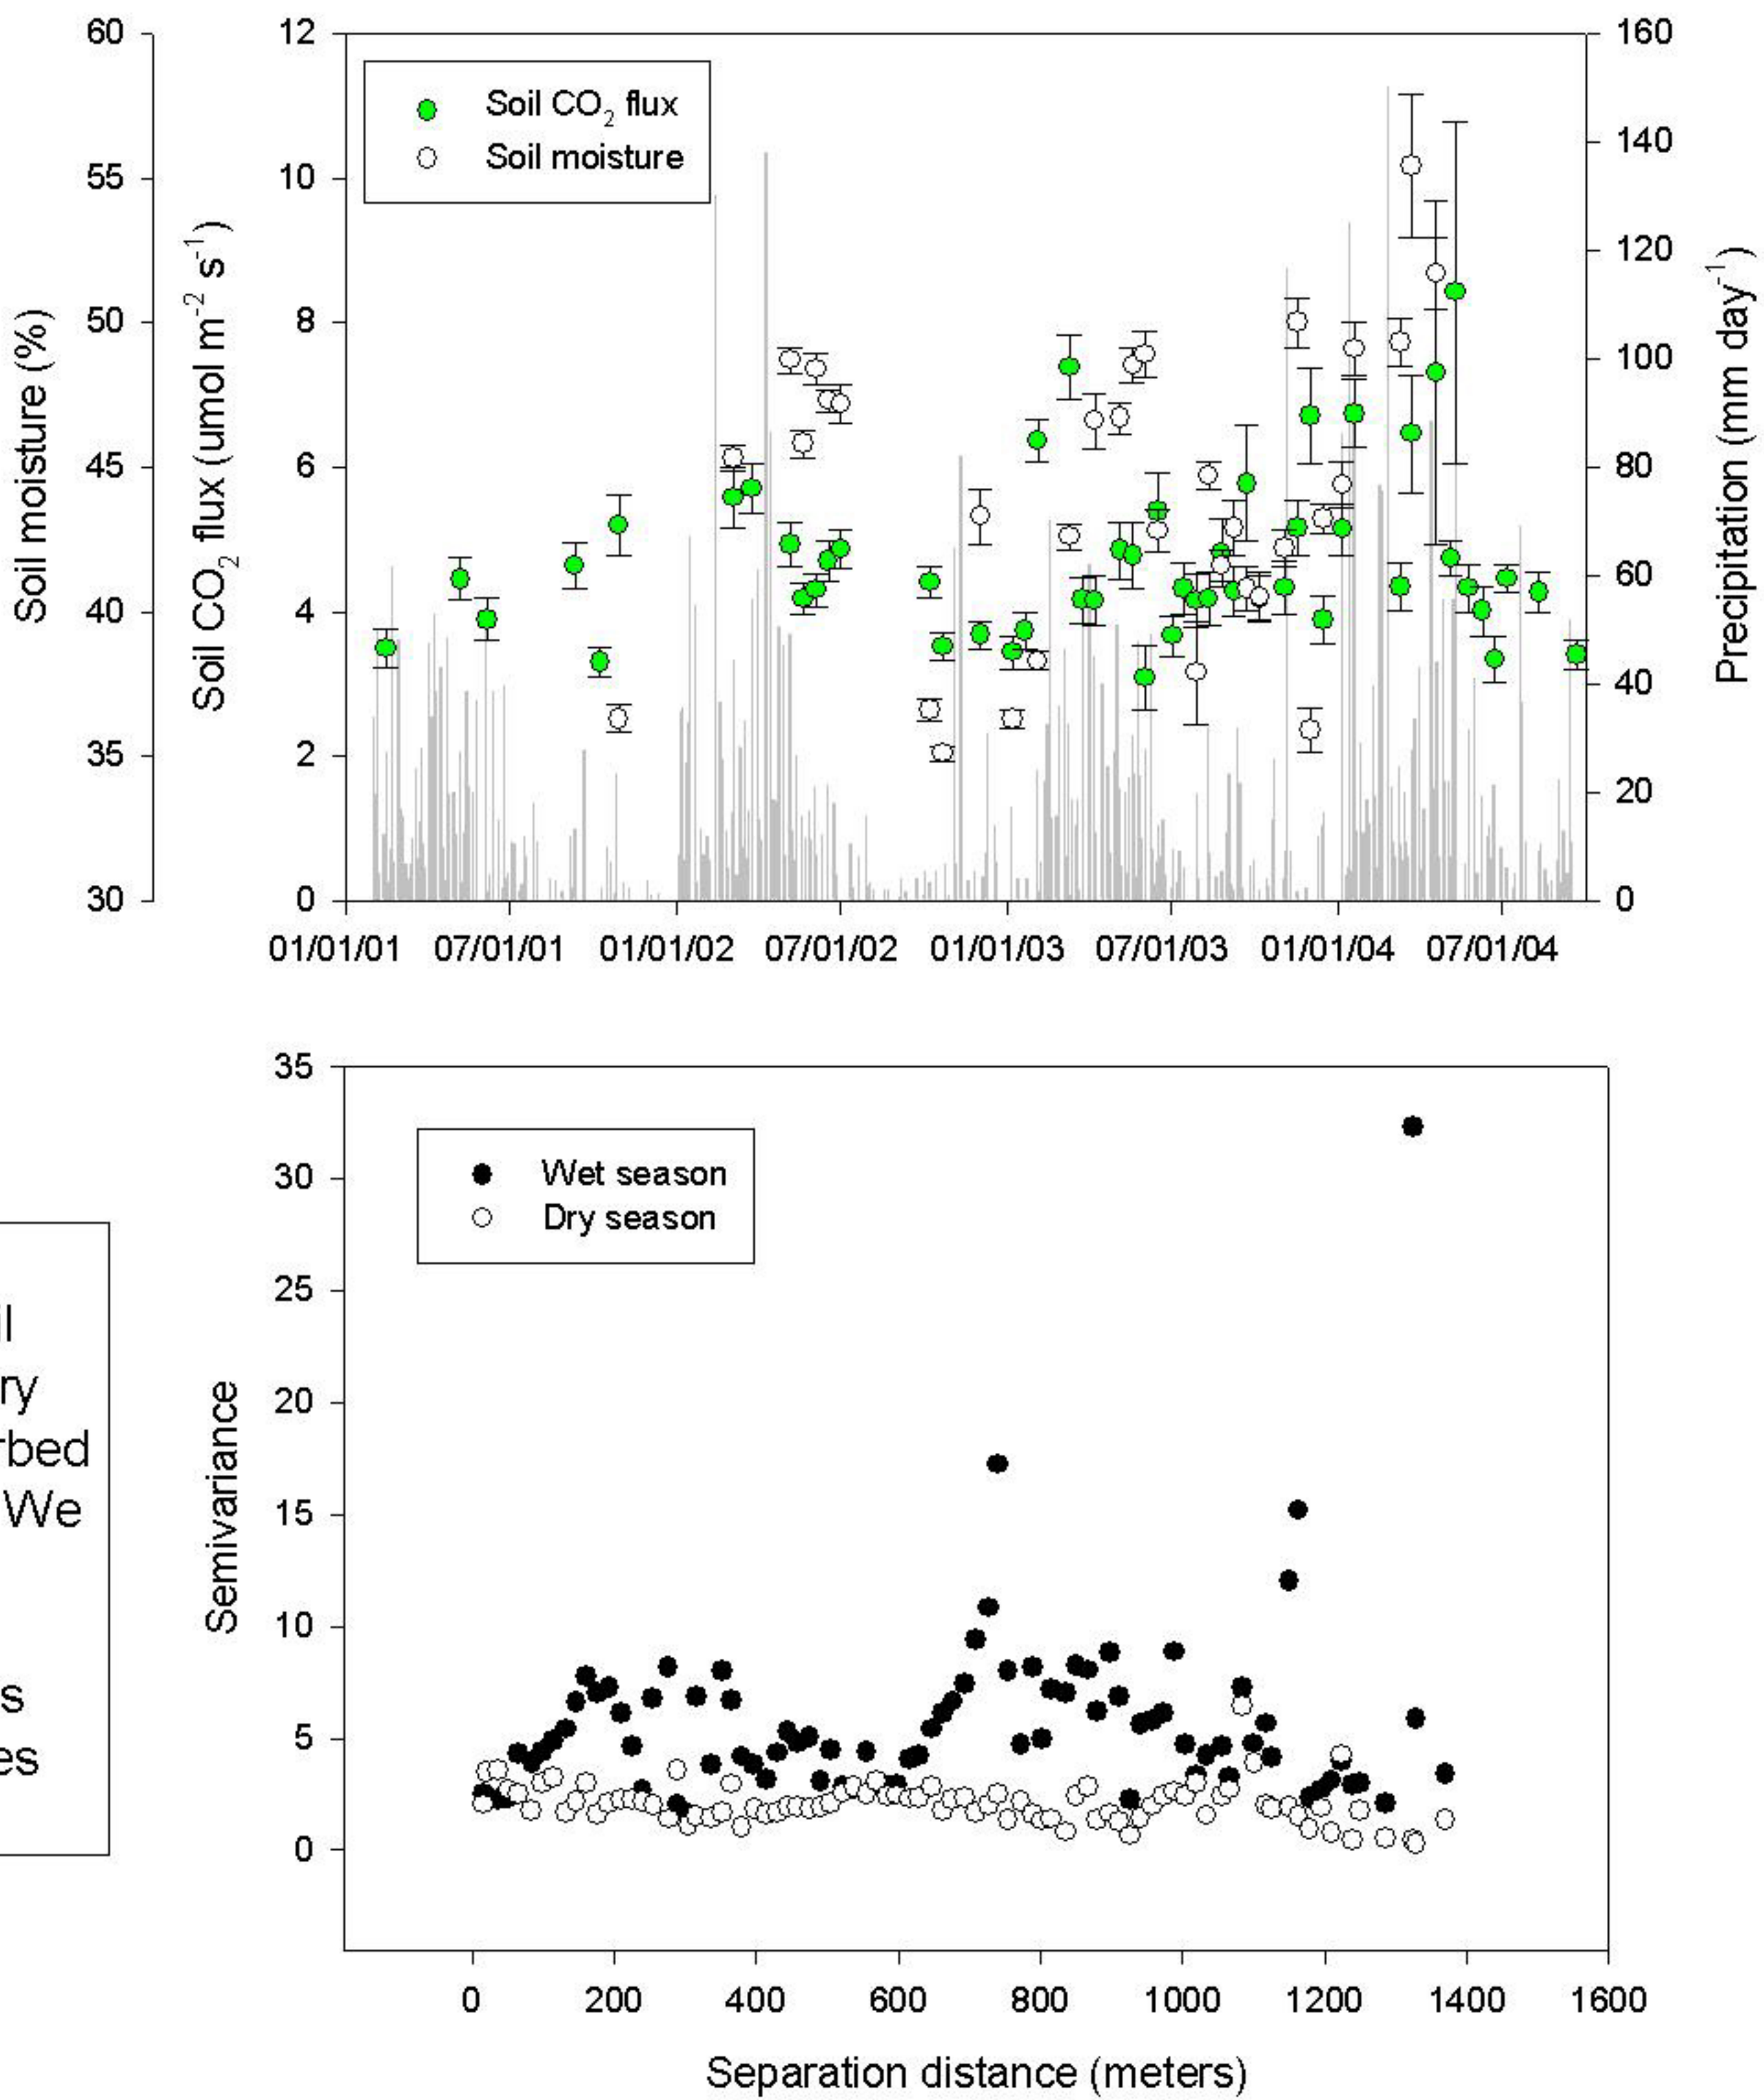 60
55
50
45
40
35
30
Soil moisture (%)
12
10
8
6
4
2
0
Soil CO2 flux (umol m-2 s-1)
Soil CO2 flux
Soil moisture
160
140
120
100
80
60
40
20
0
Precipitation (mm day-1)
01/01/01 07/01/01 01/01/02 07/01/02 01/01/03 07/01/03 01/01/04 07/01/04
We
35
30
25
20
15
10
5
0
Semivariance
Wet season
Dry season
0 200 400 600 800 1000 1200 1400 1600
Separation distance (meters)